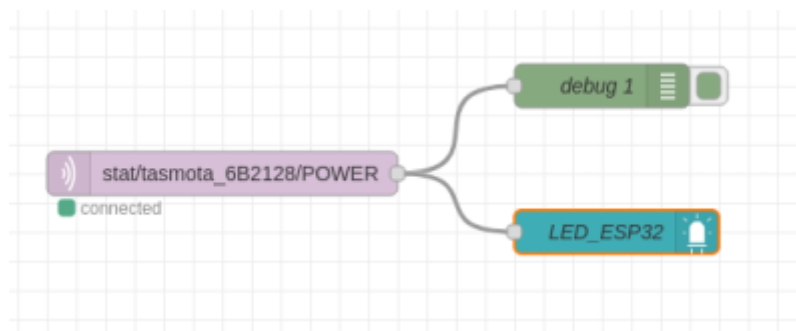 debug 1
stat/tasmota_6B2128/POWER
connected
LED_ESP32